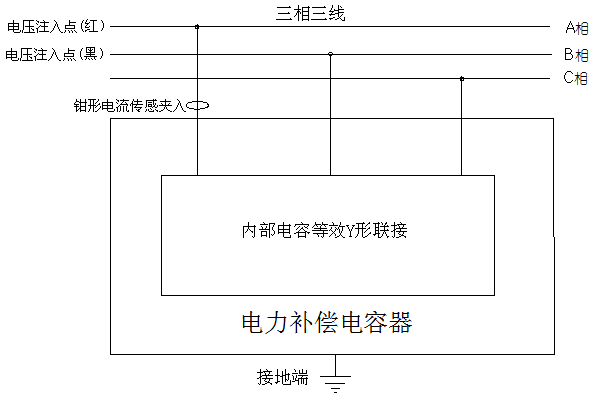 三相三线
电压注入点(红)
A相
电压注入点(黑)
B相
C相
钳形电流传感夹入
内部电容等效Y形联接
电力补偿电容器
接地端